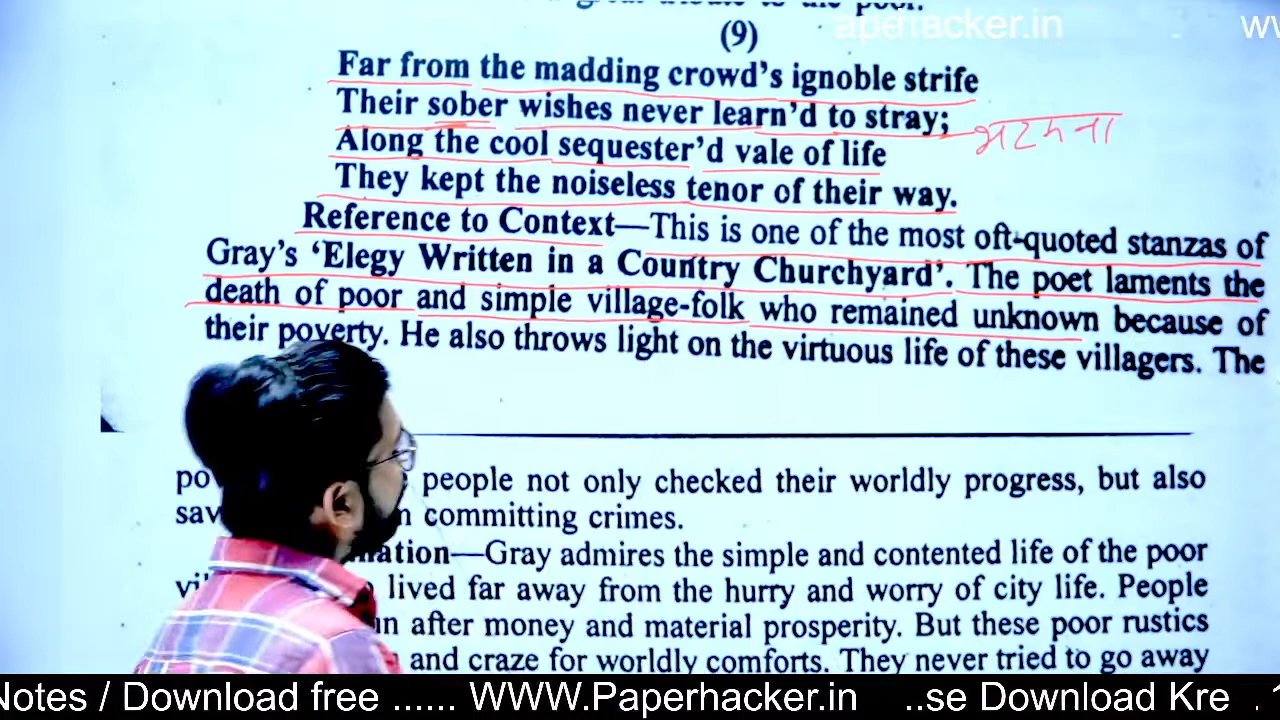 great tribute to the poor.
aperhacker.in
(9)
Far from the madding crowd's ignoble strife
Their sober wishes never learn'd to stray;
भटकना
Along the cool sequester'd vale of life
They kept the noiseless tenor of their way.
Reference to Context—This is one of the most oft-quoted stanzas of
Gray's 'Elegy Written in a Country Churchyard'. The poet laments the
death of poor and simple village-folk who remained unknown because of
their poverty. He also throws light on the virtuous life of these villagers. The
people not only checked their worldly progress, but also
committing crimes.
nation—Gray admires the simple and contented life of the poor
lived far away from the hurry and worry of city life. People
after money and material prosperity. But these poor rustics
and craze for worldly comforts. They never tried to go away
Notes / Download free ...... WWW.Paperhacker.in ..se Download Kre .